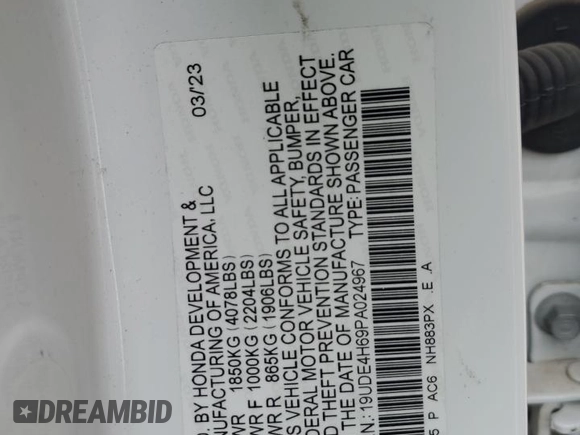 D. BY HONDA DEVELOPMENT &
NUFACTURING OF AMERICA, LLC
03/'23
WR 1850KG (4078LBS)
WR F 1000KG (2204LBS)
WR R 865KG (1906LBS)
S VEHICLE CONFORMS TO ALL APPLICABLE
DERAL MOTOR VEHICLE SAFETY, BUMPER,
D THEFT PREVENTION STANDARDS IN EFFECT
THE DATE OF MANUFACTURE SHOWN ABOVE.
N: 19UDE4H69PA024967 TYPE: PASSENGER CAR
5 P AC6 NH883PX .E .A
DREAMBID